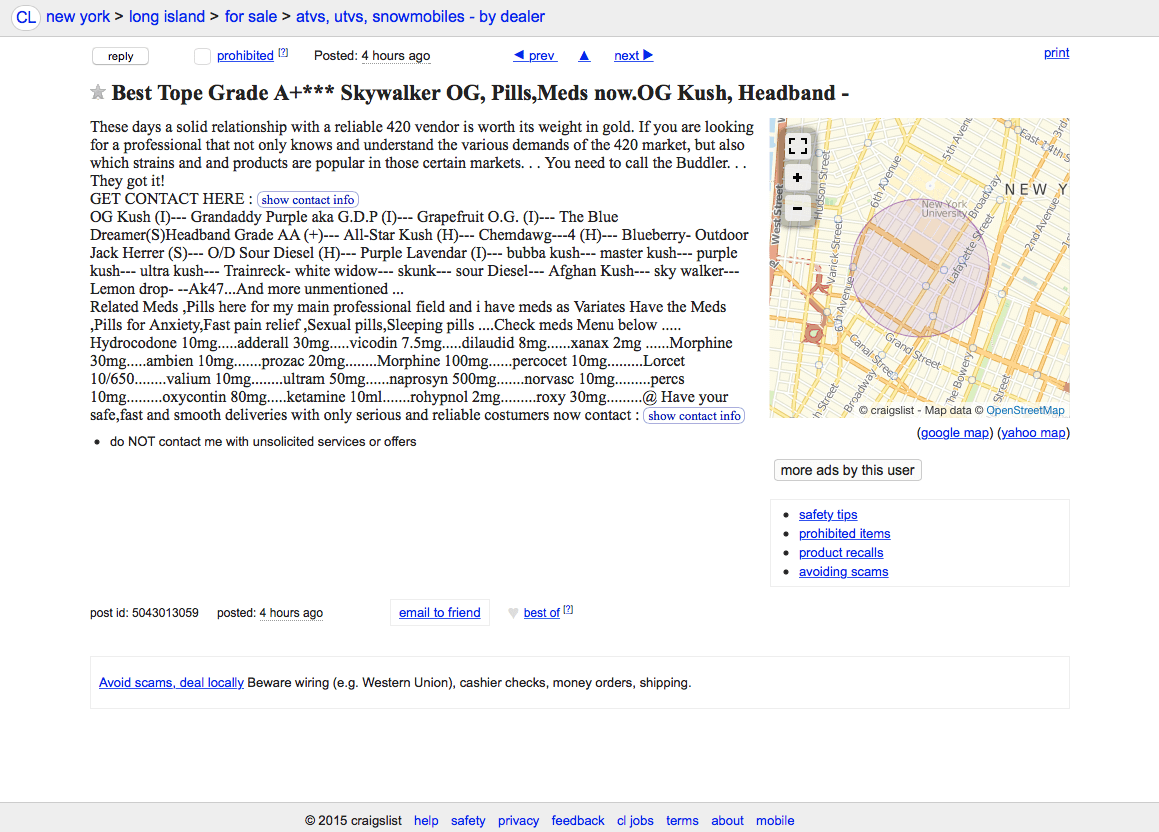 CL new york > long island > for sale > atvs, utvs, snowmobiles - by dealer
reply prohibited [?] Posted: 4 hours ago ◀ prev ▲ next ▶ print
Best Tope Grade A+*** Skywalker OG, Pills,Meds now.OG Kush, Headband -
These days a solid relationship with a reliable 420 vendor is worth its weight in gold. If you are looking
for a professional that not only knows and understand the various demands of the 420 market, but also
which strains and and products are popular in those certain markets. . . You need to call the Buddler. . .
They got it!
GET CONTACT HERE : show contact info
OG Kush (I)--- Grandaddy Purple aka G.D.P (I)--- Grapefruit O.G. (I)--- The Blue
Dreamer(S)Headband Grade AA (+)--- All-Star Kush (H)--- Chemdawg---4 (H)--- Blueberry- Outdoor
Jack Herrer (S)--- O/D Sour Diesel (H)--- Purple Lavendar (I)--- bubba kush--- master kush--- purple
kush--- ultra kush--- Trainreck- white widow--- skunk--- sour Diesel--- Afghan Kush--- sky walker---
Lemon drop- --Ak47...And more unmentioned ...
Related Meds ,Pills here for my main professional field and i have meds as Variates Have the Meds
,Pills for Anxiety,Fast pain relief ,Sexual pills,Sleeping pills ....Check meds Menu below .....
Hydrocodone 10mg.....adderall 30mg.....vicodin 7.5mg.....dilaudid 8mg.....xanax 2mg ......Morphine
30mg.....ambien 10mg.......prozac 20mg........Morphine 100mg......percocet 10mg.........Lorcet
10/650........valium 10mg........ultram 50mg......naprosyn 500mg.......norvasc 10mg.........percs
10mg.........oxycontin 80mg.....ketamine 10ml.......rohypnol 2mg........roxy 30mg........@ Have your
safe,fast and smooth deliveries with only serious and reliable costumers now contact : show contact info
• do NOT contact me with unsolicited services or offers
+
−
West Street
Hudson Street
Varick Street
6th Avenue
6th Avenue
5th Avenue
East 14th S
3rd
NEW Y
New York
University
Broadway
Lafayette Street
2nd Avenue
Canal Street
Grand Street
The Bowery
Broadway
Street
© craigslist - Map data © OpenStreetMap
(google map) (yahoo map)
more ads by this user
• safety tips
• prohibited items
• product recalls
• avoiding scams
post id: 5043013059 posted: 4 hours ago email to friend ♥ best of [?]
Avoid scams, deal locally Beware wiring (e.g. Western Union), cashier checks, money orders, shipping.
© 2015 craigslist help safety privacy feedback cl jobs terms about mobile